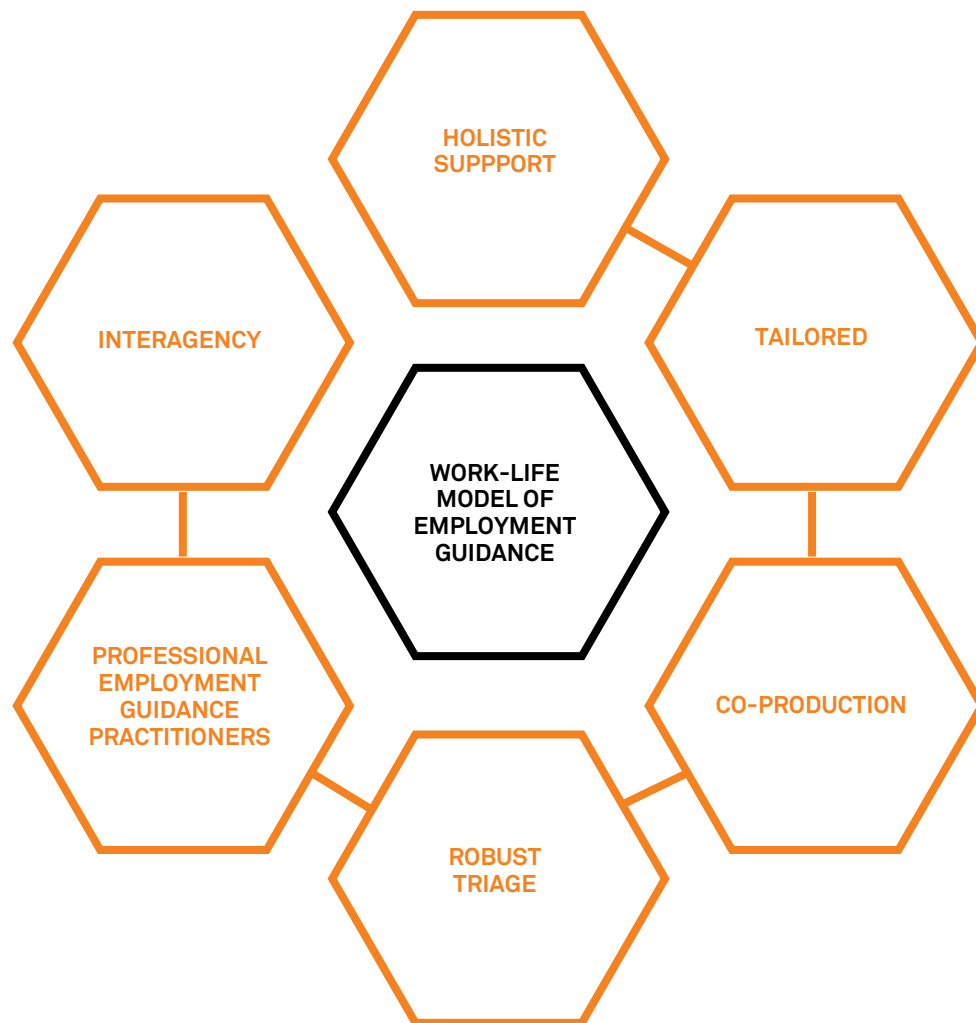 HOLISTIC
SUPPPORT
INTERAGENCY
TAILORED
WORK-LIFE
MODEL OF
EMPLOYMENT
GUIDANCE
PROFESSIONAL
EMPLOYMENT
GUIDANCE
PRACTITIONERS
CO-PRODUCTION
ROBUST
TRIAGE